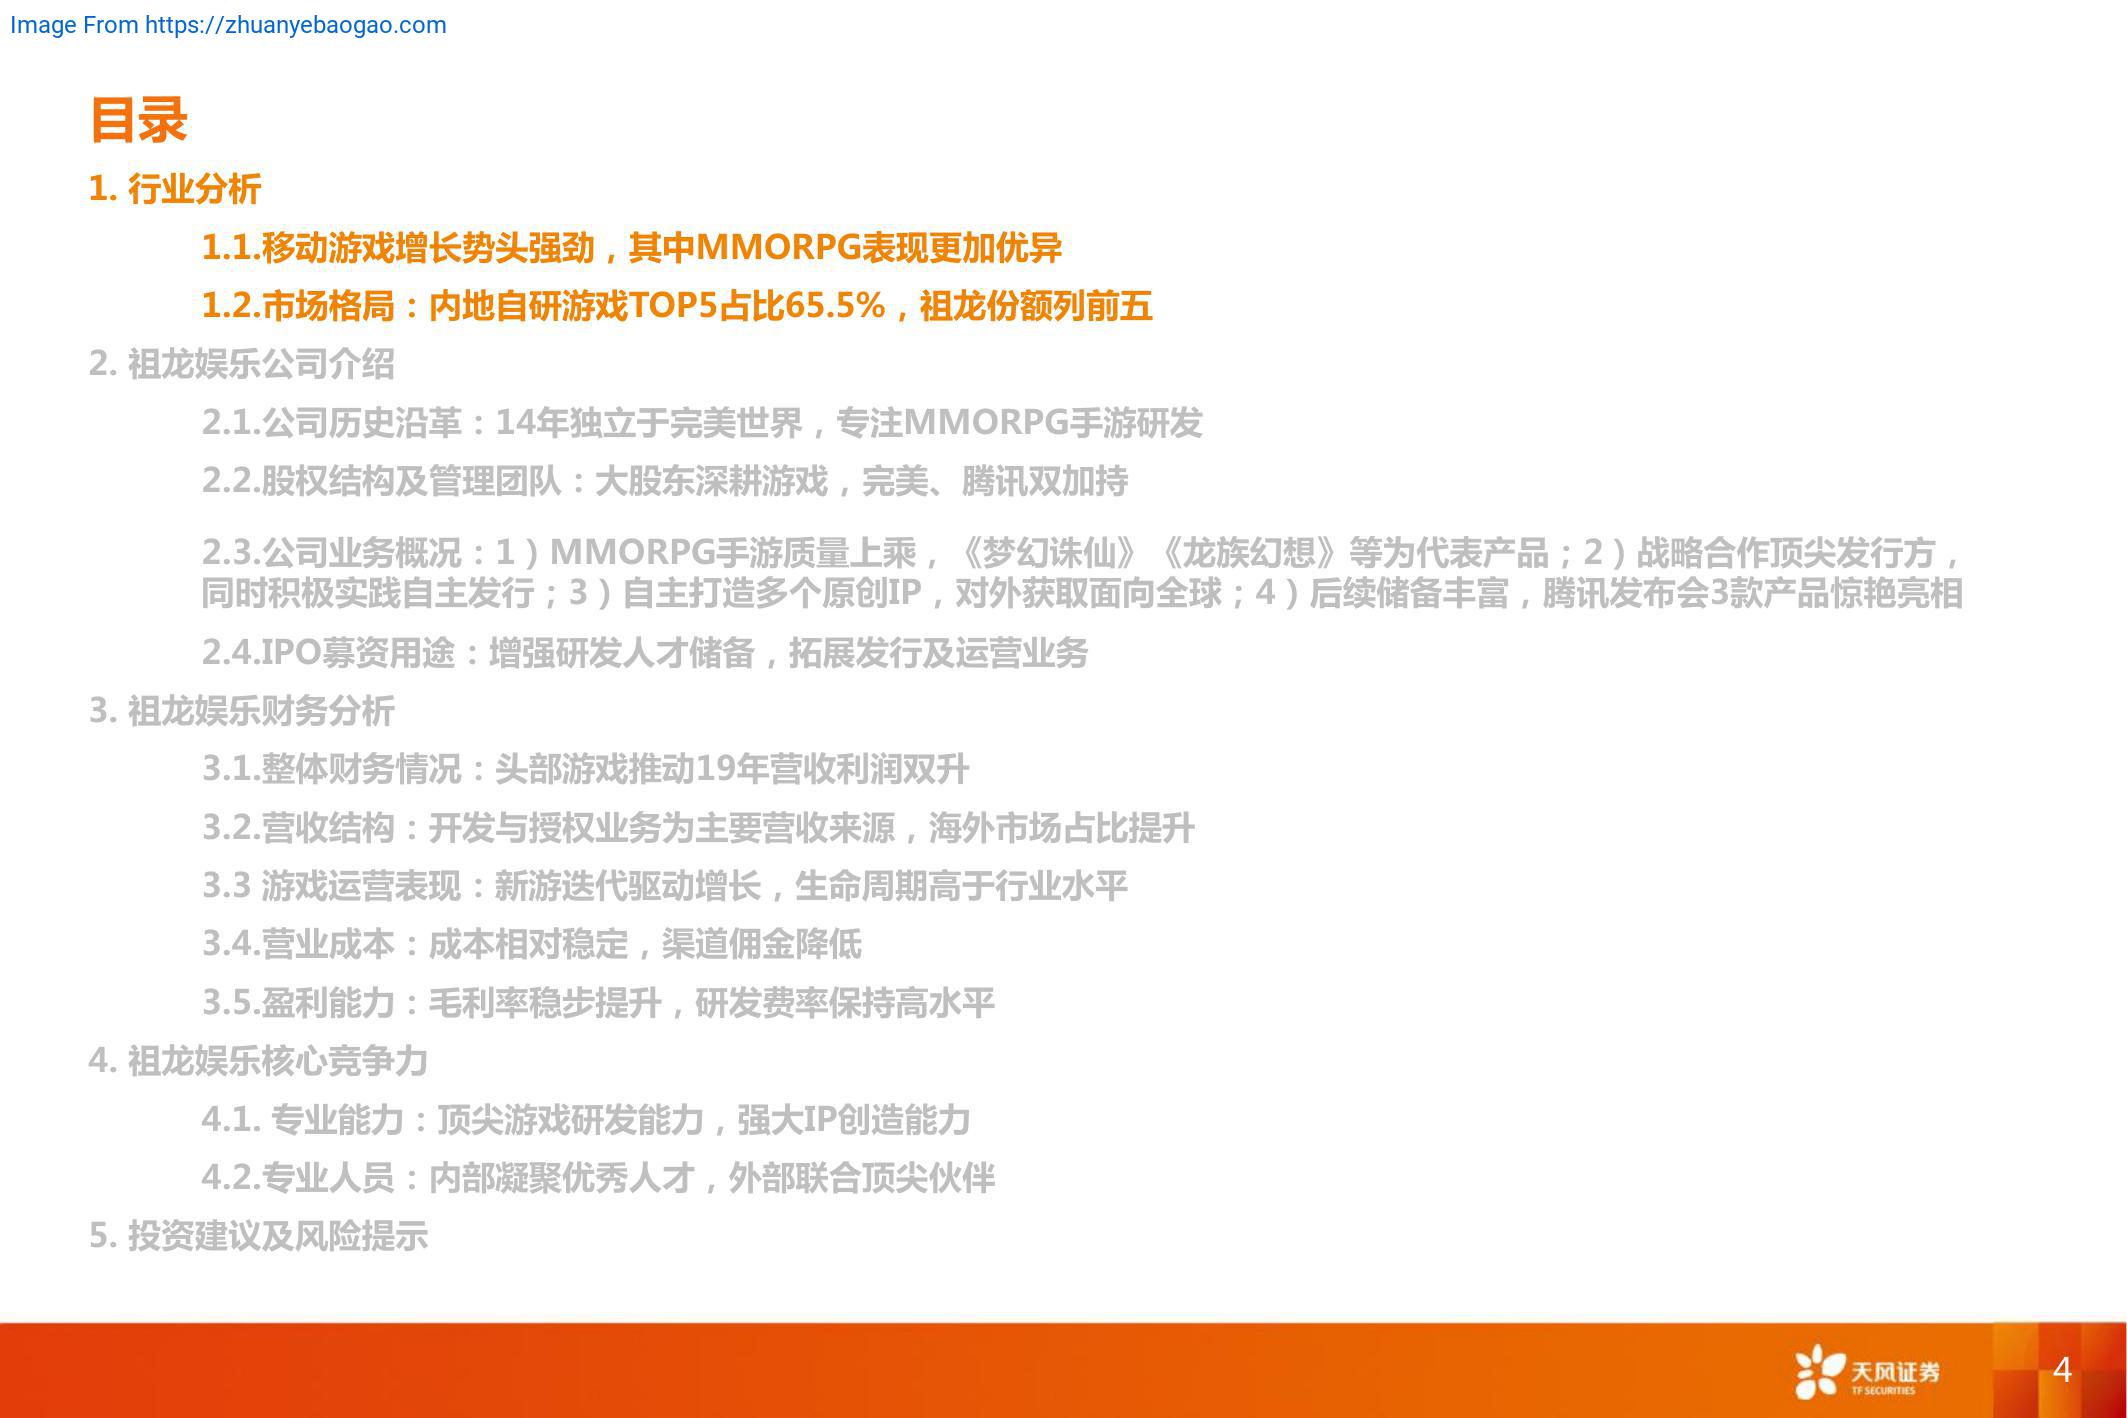 Image From https://zhuanyebaogao.com
目录
1. 行业分析
1.1.移动游戏增长势头强劲，其中MMORPG表现更加优异
1.2.市场格局：内地自研游戏TOP5占比65.5%，祖龙份额列前五
2. 祖龙娱乐公司介绍
2.1.公司历史沿革：14年独立于完美世界，专注MMORPG手游研发
2.2.股权结构及管理团队：大股东深耕游戏，完美、腾讯双加持
2.3.公司业务概况：1）MMORPG手游质量上乘，《梦幻诛仙》《龙族幻想》等为代表产品；2）战略合作顶尖发行方，
同时积极实践自主发行；3）自主打造多个原创IP，对外获取面向全球；4）后续储备丰富，腾讯发布会3款产品惊艳亮相
2.4.IPO募资用途：增强研发人才储备，拓展发行及运营业务
3. 祖龙娱乐财务分析
3.1.整体财务情况：头部游戏推动19年营收利润双升
3.2.营收结构：开发与授权业务为主要营收来源，海外市场占比提升
3.3 游戏运营表现：新游迭代驱动增长，生命周期高于行业水平
3.4.营业成本：成本相对稳定，渠道佣金降低
3.5.盈利能力：毛利率稳步提升，研发费率保持高水平
4. 祖龙娱乐核心竞争力
4.1. 专业能力：顶尖游戏研发能力，强大IP创造能力
4.2.专业人员：内部凝聚优秀人才，外部联合顶尖伙伴
5. 投资建议及风险提示
天风证券
TF SECURITIES
4